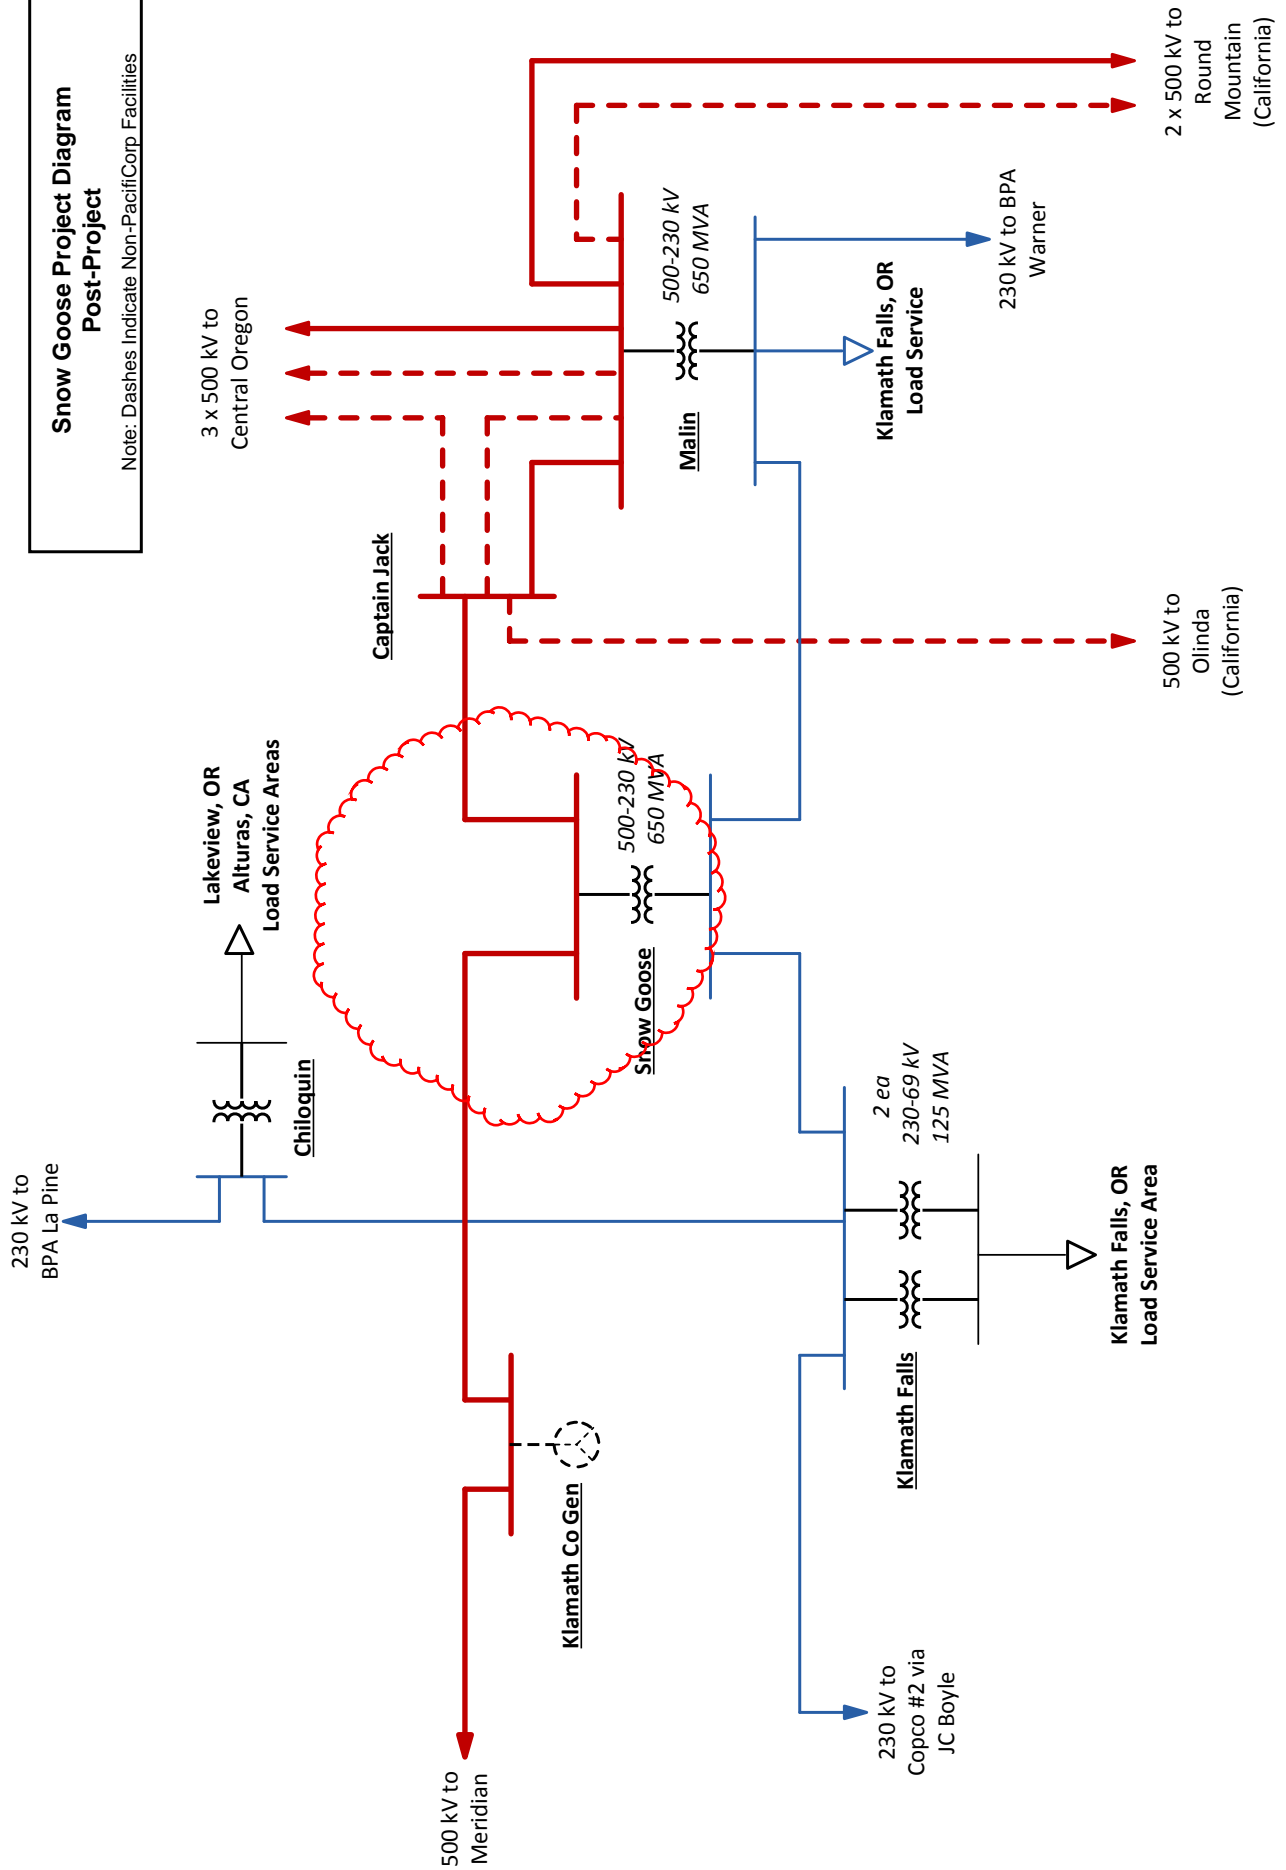 Snow Goose Project Diagram
Post-Project
Note: Dashes Indicate Non-PacifiCorp Facilities
230 kV to
BPA La Pine
Chiloquin
Lakeview, OR
Alturas, CA
Load Service Areas
3 x 500 kV to
Central Oregon
Captain Jack
500 kV to
Meridian
Klamath Co Gen
Snow Goose
500-230 kV
650 MVA
Malin
500-230 kV
650 MVA
Klamath Falls, OR
Load Service
230 kV to BPA
Warner
2 x 500 kV to
Round
Mountain
(California)
500 kV to
Olinda
(California)
230 kV to
Copco #2 via
JC Boyle
Klamath Falls
2 ea
230-69 kV
125 MVA
Klamath Falls, OR
Load Service Area